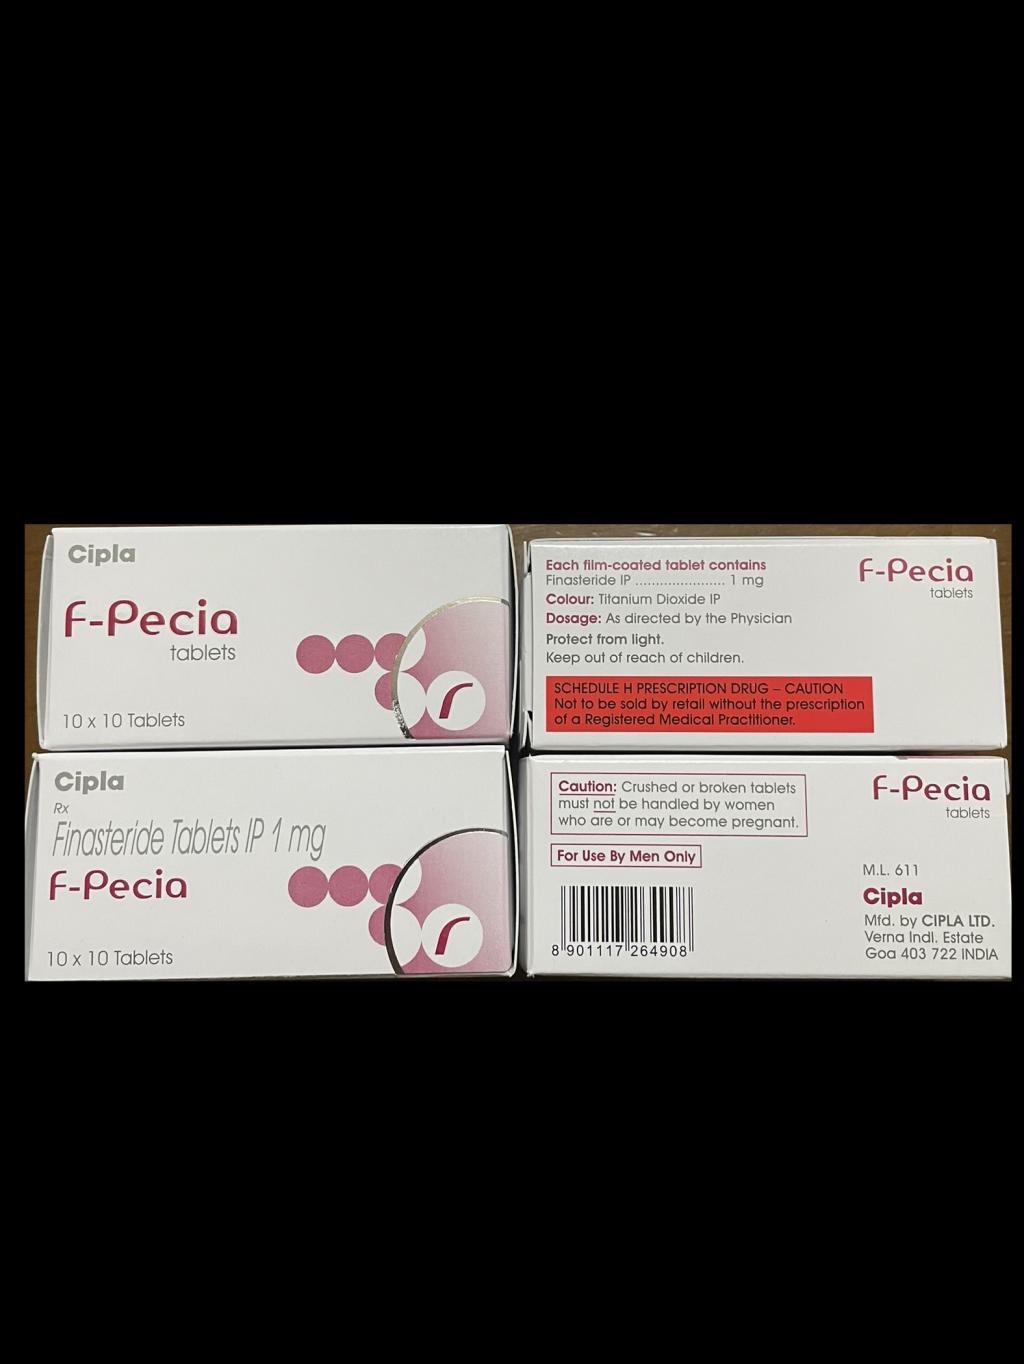 Cipla
F-Pecia
tablets
10 x 10 Tablets
Each film-coated tablet contains
Finasteride IP ...................... 1 mg
Colour: Titanium Dioxide IP
Dosage: As directed by the Physician
Protect from light.
Keep out of reach of children.
SCHEDULE H PRESCRIPTION DRUG – CAUTION
Not to be sold by retail without the prescription
of a Registered Medical Practitioner.
F-Pecia
tablets
Cipla
Rx
Finasteride Tablets IP 1 mg
F-Pecia
10 x 10 Tablets
Caution: Crushed or broken tablets
must not be handled by women
who are or may become pregnant.
For Use By Men Only
8 901117 264908
F-Pecia
tablets
M.L. 611
Cipla
Mfd. by CIPLA LTD.
Verna Indl. Estate
Goa 403 722 INDIA